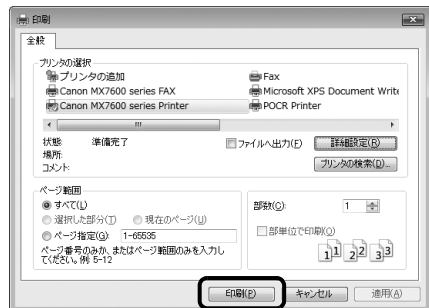 印刷
全般
プリンタの選択
プリンタの追加
Fax
Canon MX7600 series FAX
Microsoft XPS Document Write
Canon MX7600 series Printer
POCR Printer
状態: 準備完了
ファイルへ出力(F)
詳細設定(R)
場所:
コメント:
プリンタの検索(D)...
ページ範囲
すべて(L)
選択した部分(T)
現在のページ(U)
ページ指定(G):
1-65535
ページ番号のみか、またはページ範囲のみを入力してください。例 5-12
部数(C):
1
部単位で印刷(O)
11 22 33
印刷(P)
キャンセル
適用(A)